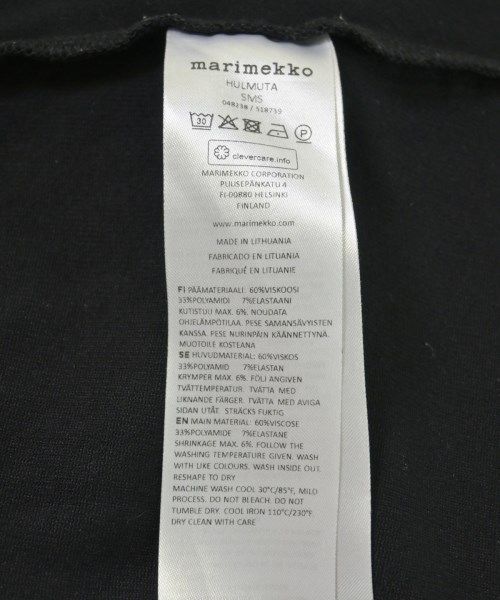 marimekko
HULMUTA
SMS
048238 / 518739
30
P
clevercare.info
MARIMEKKO CORPORATION
PUUSEPÄNKATU 4
FI-00880 HELSINKI
FINLAND
www.marimekko.com
MADE IN LITHUANIA
FABRICADO EN LITUANIA
FABRIQUÉ EN LITUANIE
FI PÄÄMATERIAALI: 60%VISKOOSI
33%POLYAMIDI 7%ELASTAANI
KUTISTUU MAX. 6%. NOUDATA
OHJELÄMPÖTILAA. PESE SAMANSÄVYISTEN
KANSSA. PESE NURINPÄIN KÄÄNNETTYNÄ.
MUOTOILE KOSTEANA
SE HUVUDMATERIAL: 60%VISKOS
33%POLYAMID 7%ELASTAN
KRYMPER MAX. 6%. FÖLJ ANGIVEN
TVÄTTEMPERATUR. TVÄTTA MED
LIKNANDE FÄRGER. TVÄTTA MED AVIGA
SIDAN UTÅT. STRÄCKS FUKTIG
EN MAIN MATERIAL: 60%VISCOSE
33%POLYAMIDE 7%ELASTANE
SHRINKAGE MAX. 6%. FOLLOW THE
WASHING TEMPERATURE GIVEN. WASH
WITH LIKE COLOURS. WASH INSIDE OUT.
RESHAPE TO DRY
MACHINE WASH COOL 30°C/85°F, MILD
PROCESS. DO NOT BLEACH. DO NOT
TUMBLE DRY. COOL IRON 110°C/230°F.
DRY CLEAN WITH CARE